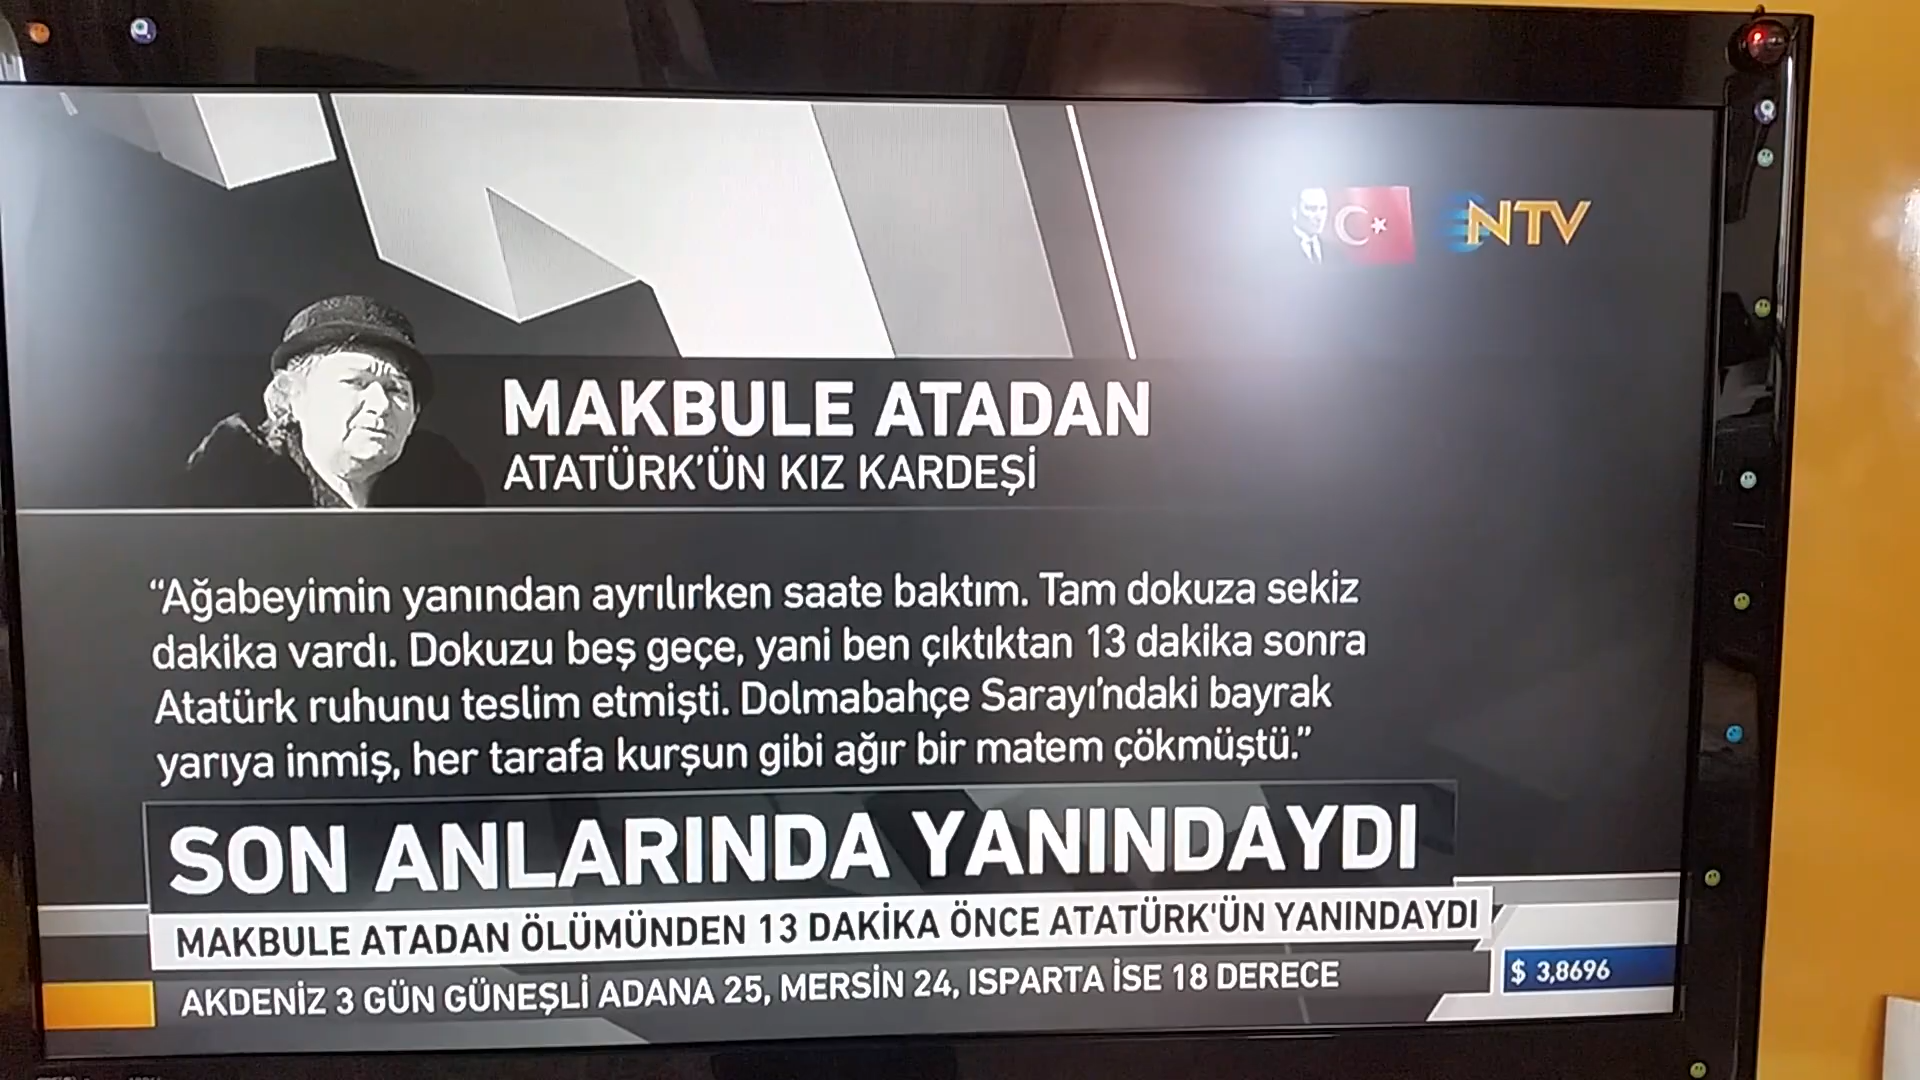 NTV
MAKBULE ATADAN
ATATÜRK'ÜN KIZ KARDEŞİ
“Ağabeyimin yanından ayrılırken saate baktım. Tam dokuza sekiz
dakika vardı. Dokuzu beş geçe, yani ben çıktıktan 13 dakika sonra
Atatürk ruhunu teslim etmişti. Dolmabahçe Sarayı’ndaki bayrak
yarıya inmiş, her tarafa kurşun gibi ağır bir matem çökmüştü.”
SON ANLARINDA YANINDAYDI
MAKBULE ATADAN ÖLÜMÜNDEN 13 DAKİKA ÖNCE ATATÜRK'ÜN YANINDAYDI
AKDENİZ 3 GÜN GÜNEŞLİ ADANA 25, MERSİN 24, ISPARTA İSE 18 DERECE
$ 3,8696